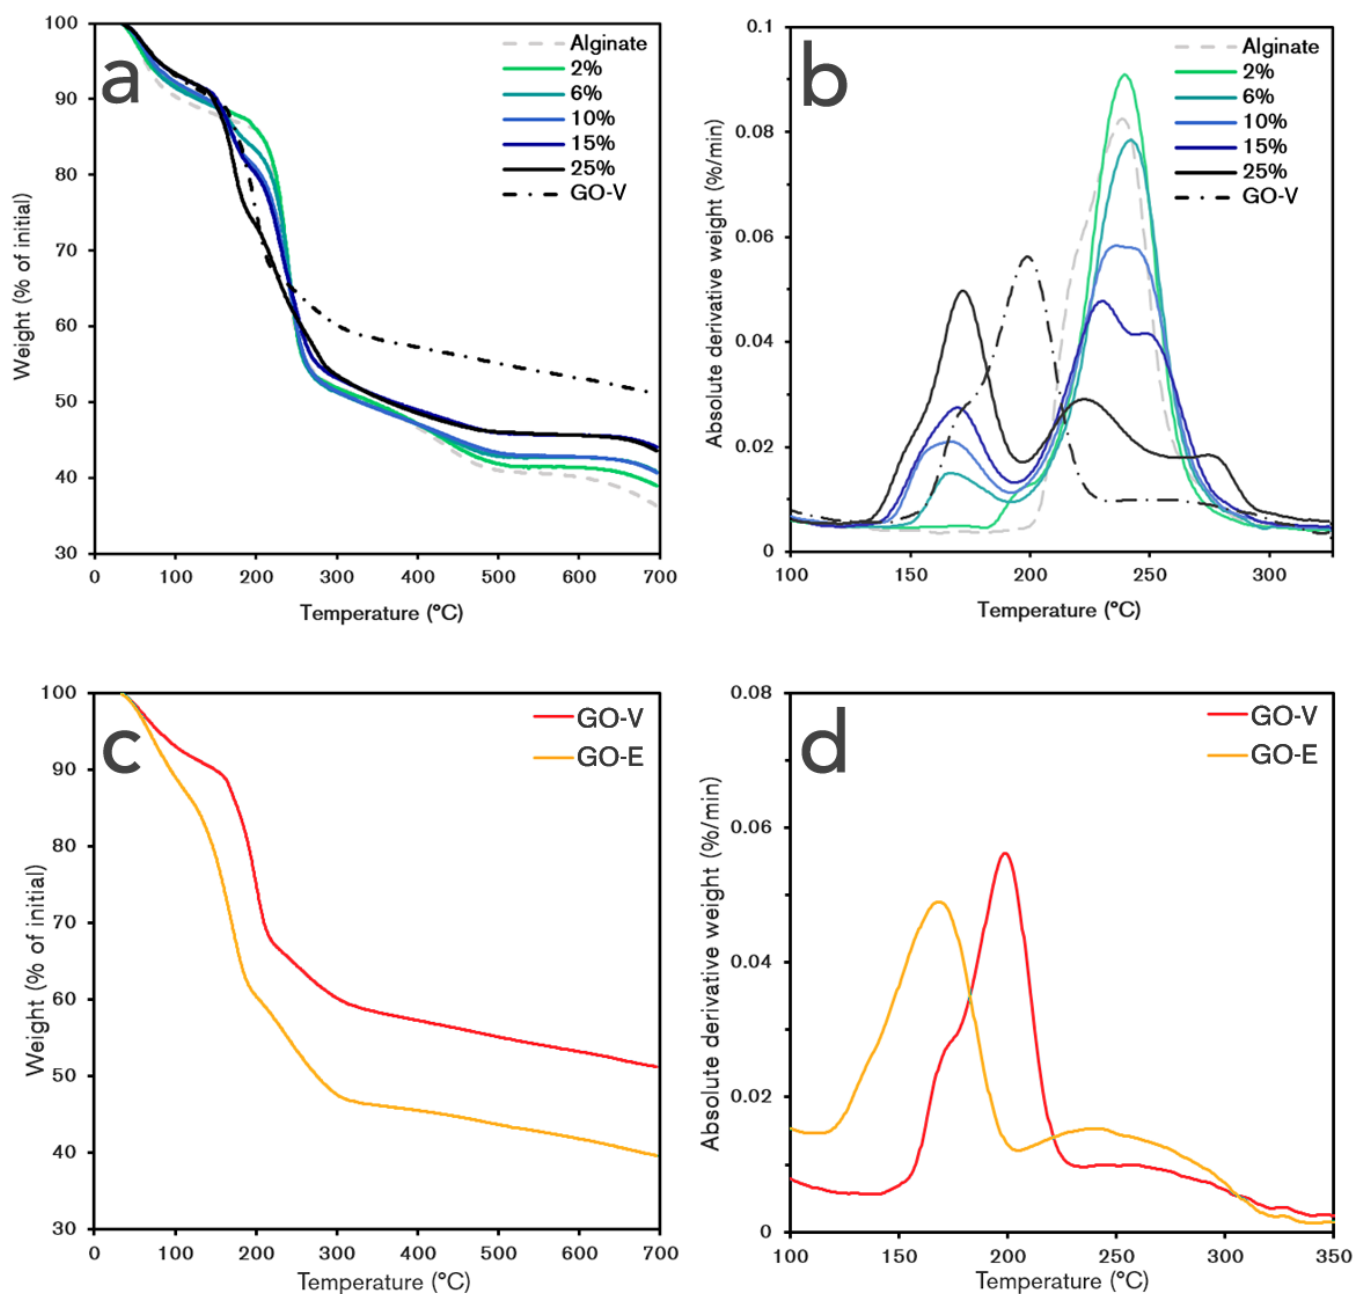 a
100
90
80
70
60
50
40
30
0 100 200 300 400 500 600 700
Weight (% of initial)
Temperature (°C)
Alginate
2%
6%
10%
15%
25%
GO-V
b
0.1
0.08
0.06
0.04
0.02
0
100 150 200 250 300
Absolute derivative weight (%/min)
Temperature (°C)
Alginate
2%
6%
10%
15%
25%
GO-V
c
100
90
80
70
60
50
40
30
0 100 200 300 400 500 600 700
Weight (% of initial)
Temperature (°C)
GO-V
GO-E
d
0.08
0.06
0.04
0.02
0
100 150 200 250 300 350
Absolute derivative weight (%/min)
Temperature (°C)
GO-V
GO-E